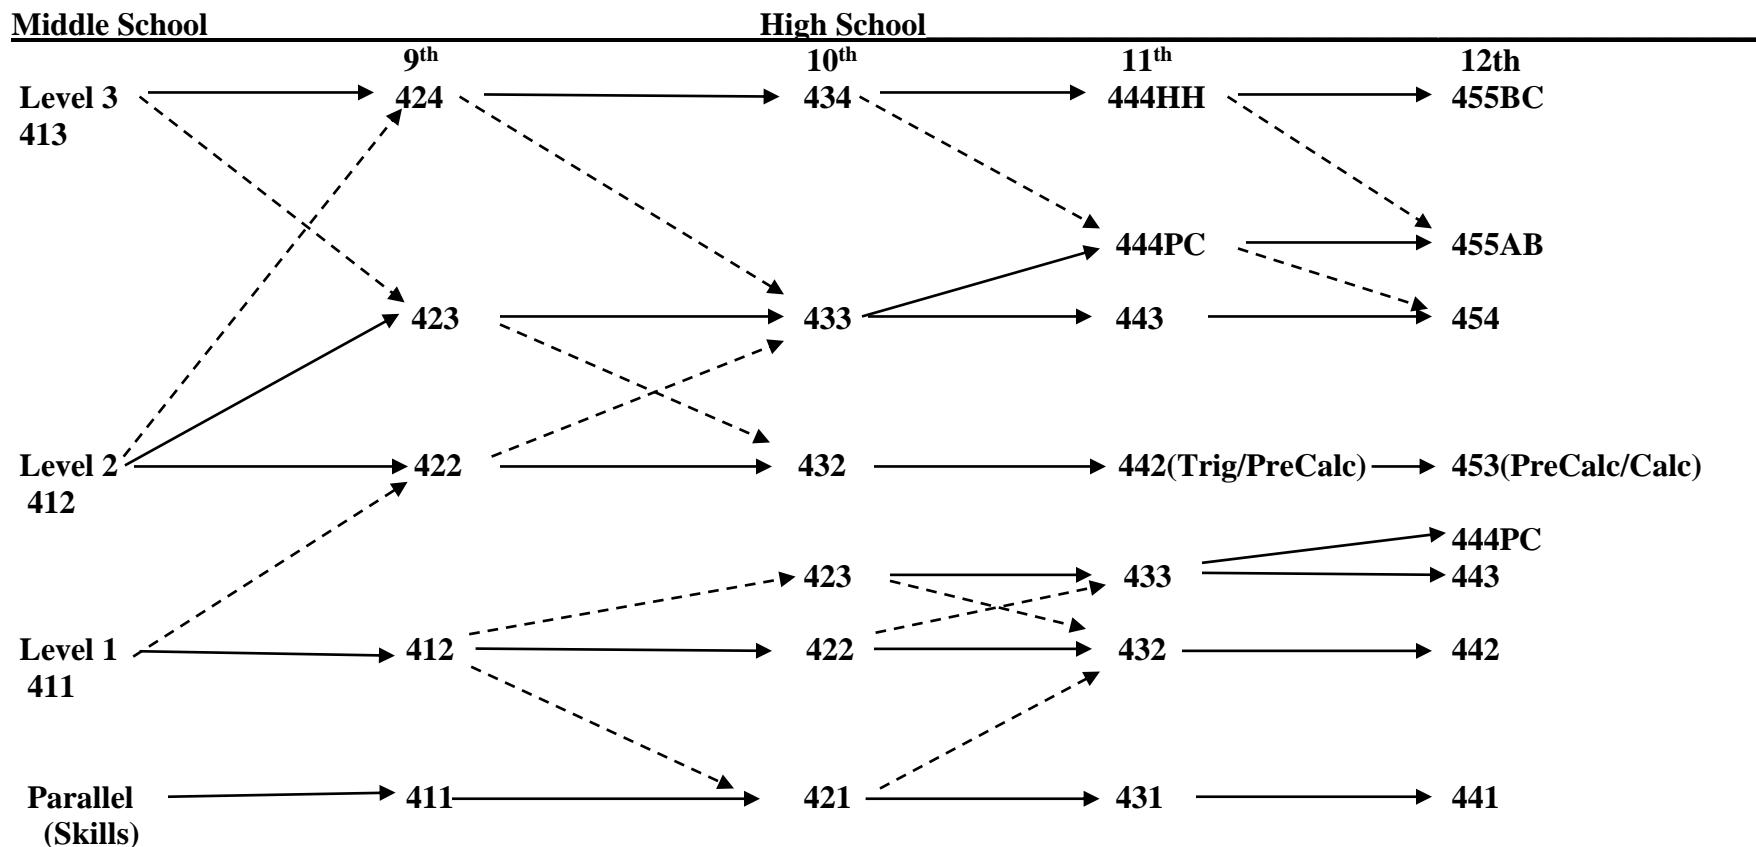 Middle School High School
9th 10th 11th 12th
Level 3 424 434 444HH 455BC
413
444PC 455AB
423 433 443 454
Level 2 422 432 442(Trig/PreCalc) 453(PreCalc/Calc)
412
444PC
423 433 443
Level 1 412 422 432 442
411
Parallel 411 421 431 441
(Skills)